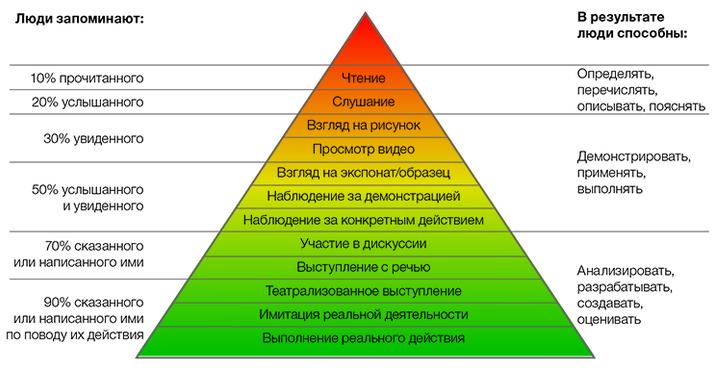 Люди запоминают:
В результате
люди способны:
10% прочитанного
Чтение
Определять,
перечислять,
описывать, пояснять
20% услышанного
Слушание
30% увиденного
Взгляд на рисунок
Просмотр видео
Демонстрировать,
применять,
выполнять
50% услышанного
и увиденного
Взгляд на экспонат/образец
Наблюдение за демонстрацией
Наблюдение за конкретным действием
70% сказанного
или написанного ими
Участие в дискуссии
Выступление с речью
Анализировать,
разрабатывать,
создавать,
оценивать
90% сказанного
или написанного ими
по поводу их действия
Театрализованное выступление
Имитация реальной деятельности
Выполнение реального действия